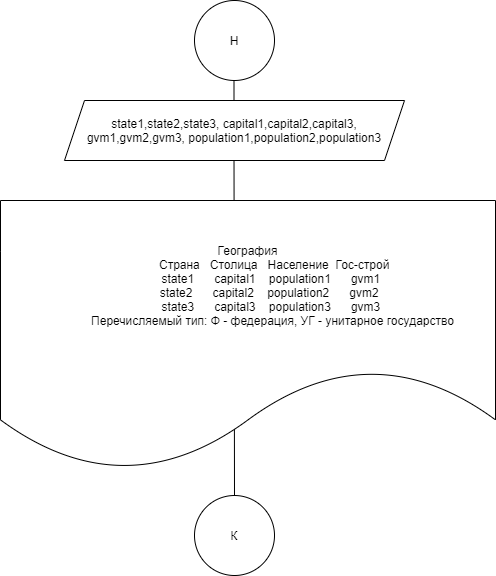 Н
state1,state2,state3, capital1,capital2,capital3,
gvm1,gvm2,gvm3, population1,population2,population3
География
Страна Столица Население Гос-строй
state1 capital1 population1 gvm1
state2 capital2 population2 gvm2
state3 capital3 population3 gvm3
Перечисляемый тип: Ф - федерация, УГ - унитарное государство
К